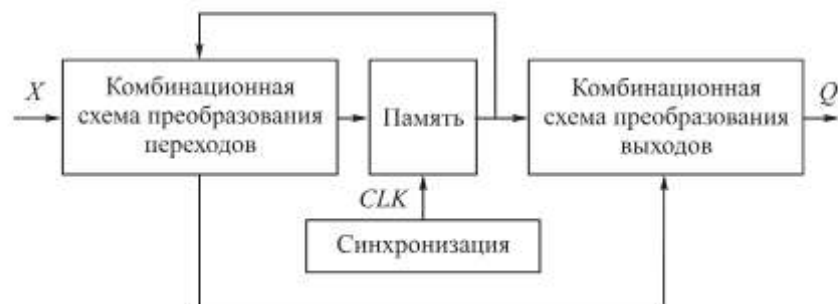 X
Комбинационная
схема преобразования
переходов
Память
Комбинационная
схема преобразования
выходов
Q
CLK
Синхронизация